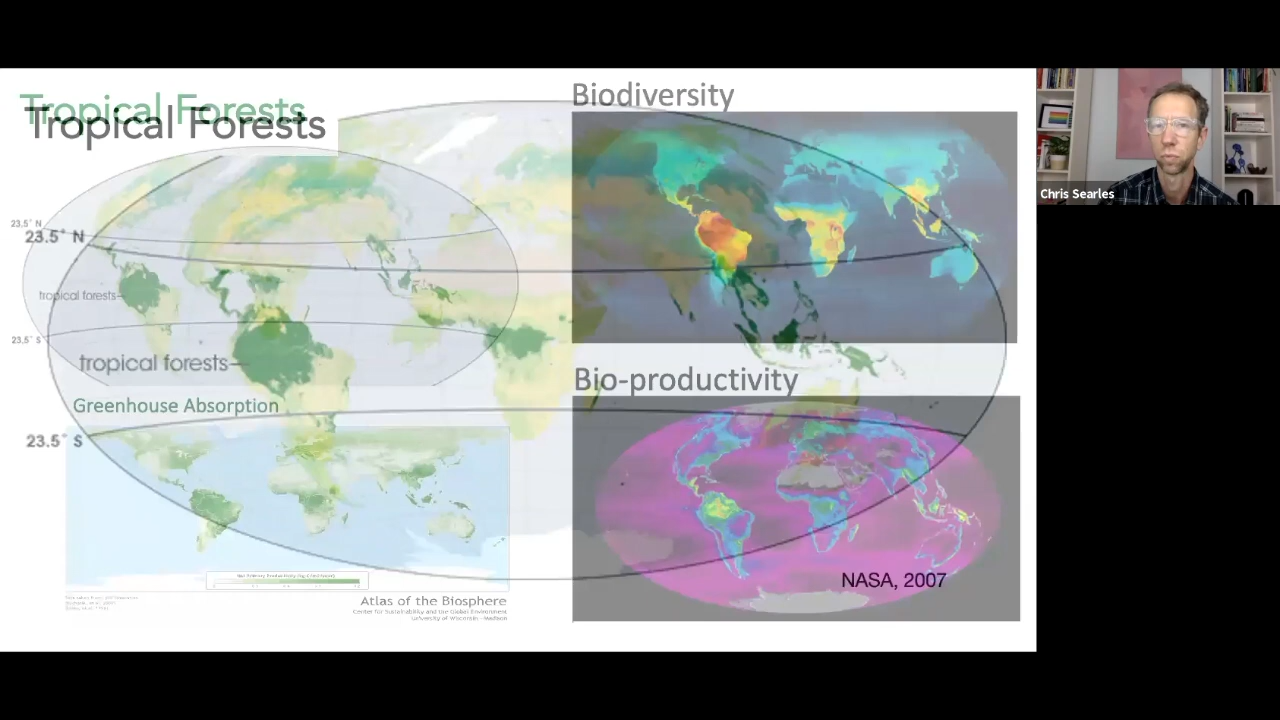 Tropical Forests
Tropical Forests
Biodiversity
23.5° N
23.5° N
tropical forests
23.5° S
tropical forests
Greenhouse Absorption
23.5° S
Bio-productivity
NASA, 2007
Atlas of the Biosphere
Center for Sustainability and the Global Environment
University of Wisconsin - Madison
Chris Searles